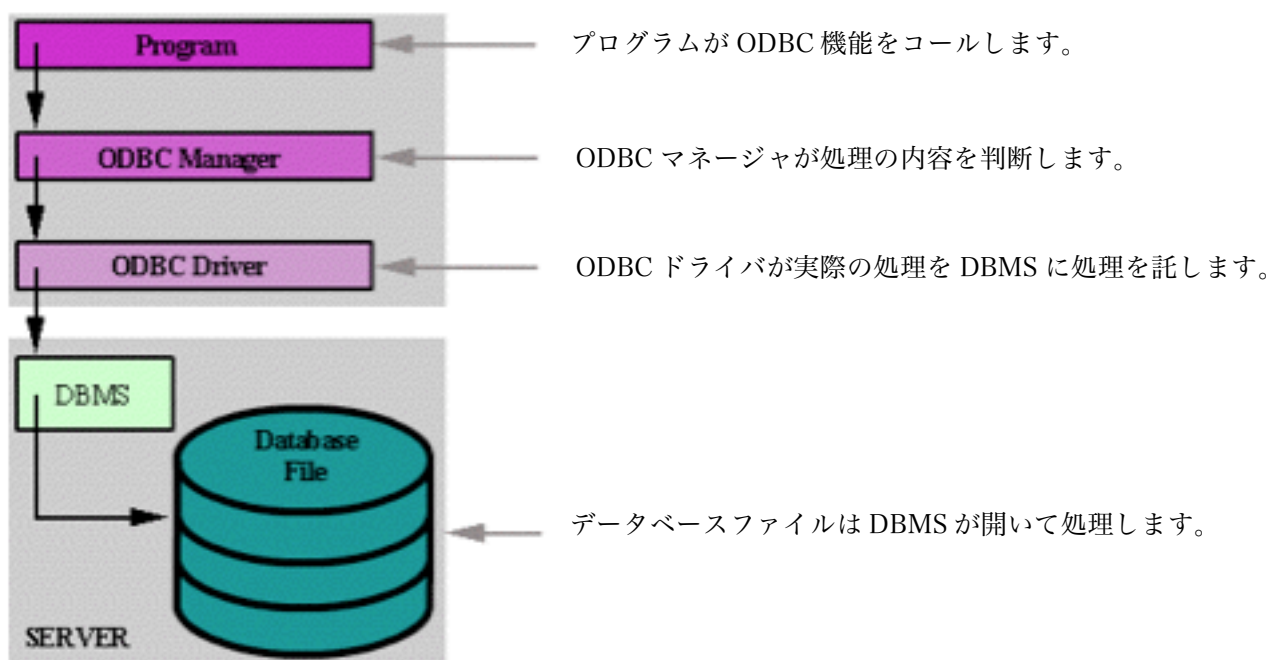 Program
プログラムが ODBC 機能をコールします。
ODBC Manager
ODBC マネージャが処理の内容を判断します。
ODBC Driver
ODBC ドライバが実際の処理を DBMS に処理を託します。
DBMS
Database
File
データベースファイルは DBMS が開いて処理します。
SERVER